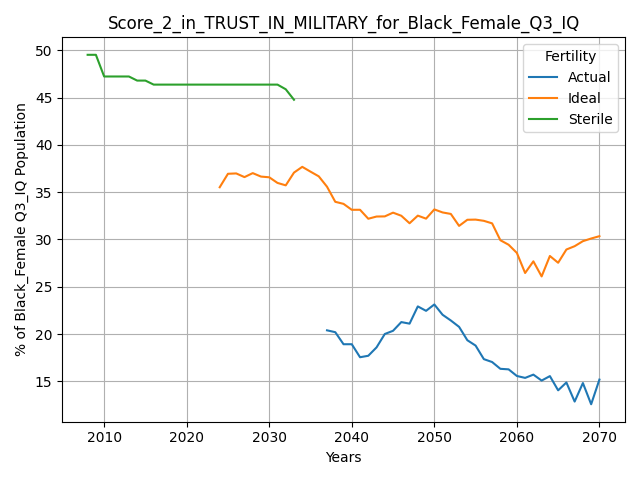 Score_2_in_TRUST_IN_MILITARY_for_Black_Female_Q3_IQ
Fertility
Actual
Ideal
Sterile
% of Black_Female Q3_IQ Population
50
45
40
35
30
25
20
15
2010 2020 2030 2040 2050 2060 2070
Years